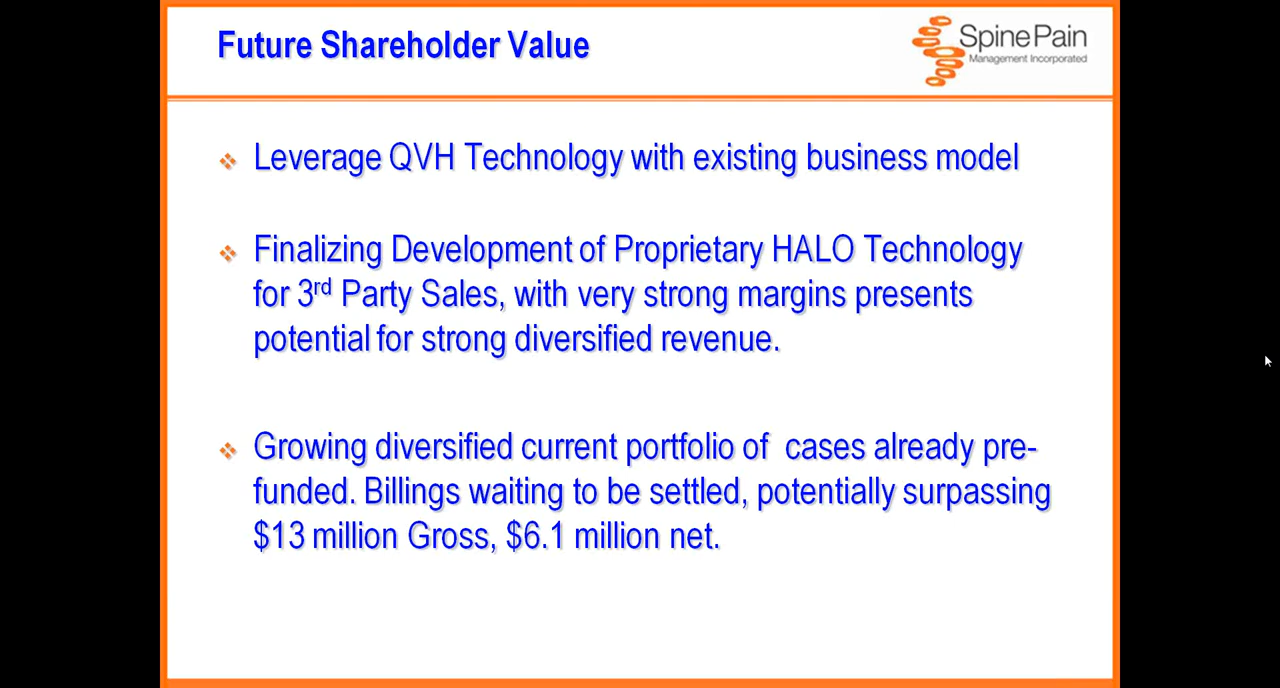 Future Shareholder Value
SpinePain
Management Incorporated
Leverage QVH Technology with existing business model
Finalizing Development of Proprietary HALO Technology
for 3rd Party Sales, with very strong margins presents
potential for strong diversified revenue.
Growing diversified current portfolio of  cases already pre-
funded. Billings waiting to be settled, potentially surpassing
$13 million Gross, $6.1 million net.